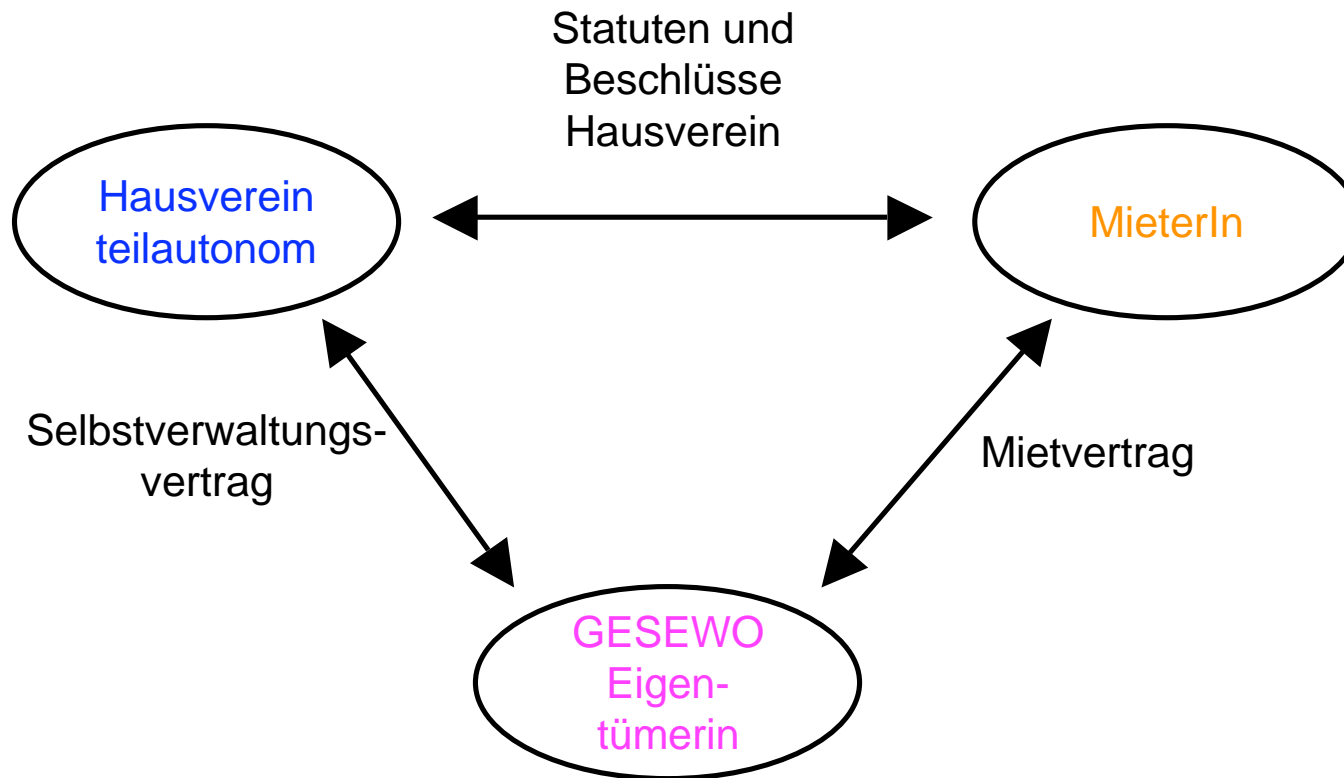 Statuten und
Beschlüsse
Hausverein
Hausverein
teilautonom
MieterIn
Selbstverwaltungs-
vertrag
Mietvertrag
GESEWO
Eigen-
tümerin